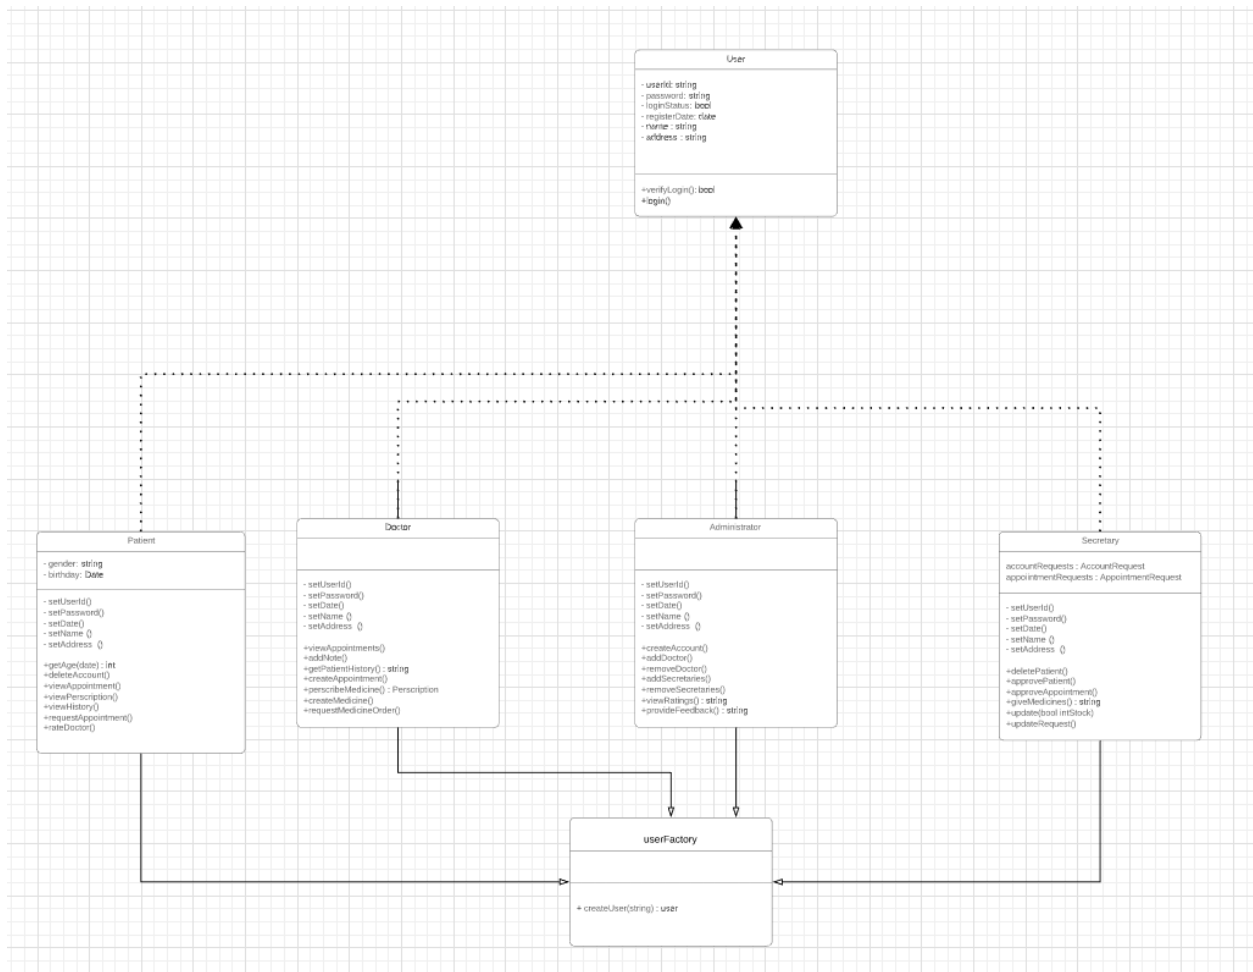 User
- userId: string
- password: string
- loginStatus: bool
- registerDate: date
- name : string
- address : string
+verifyLogin(): bool
+login()
Patient
- gender: string
- birthday: Date
- setUserId()
- setPassword()
- setDate()
- setName ()
- setAddress ()
+getAge(date) : int
+deleteAccount()
+viewAppointment()
+viewPerscription()
+viewHistory()
+requestAppointment()
+rateDoctor()
Doctor
- setUserId()
- setPassword()
- setDate()
- setName ()
- setAddress ()
+viewAppointments()
+addNote()
+getPatientHistory() : string
+createAppointment()
+perscribeMedicine() : Perscription
+createMedicine()
+requestMedicineOrder()
Administrator
- setUserId()
- setPassword()
- setDate()
- setName ()
- setAddress ()
+createAccount()
+addDoctor()
+removeDoctor()
+addSecretaries()
+removeSecretaries()
+viewRatings() : string
+provideFeedback() : string
Secretary
accountRequests : AccountRequest
appointmentRequests : AppointmentRequest
- setUserId()
- setPassword()
- setDate()
- setName ()
- setAddress ()
+deletePatient()
+approvePatient()
+approveAppointment()
+giveMedicines() : string
+update(bool intStock)
+updateRequest()
userFactory
+ createUser(string) : user